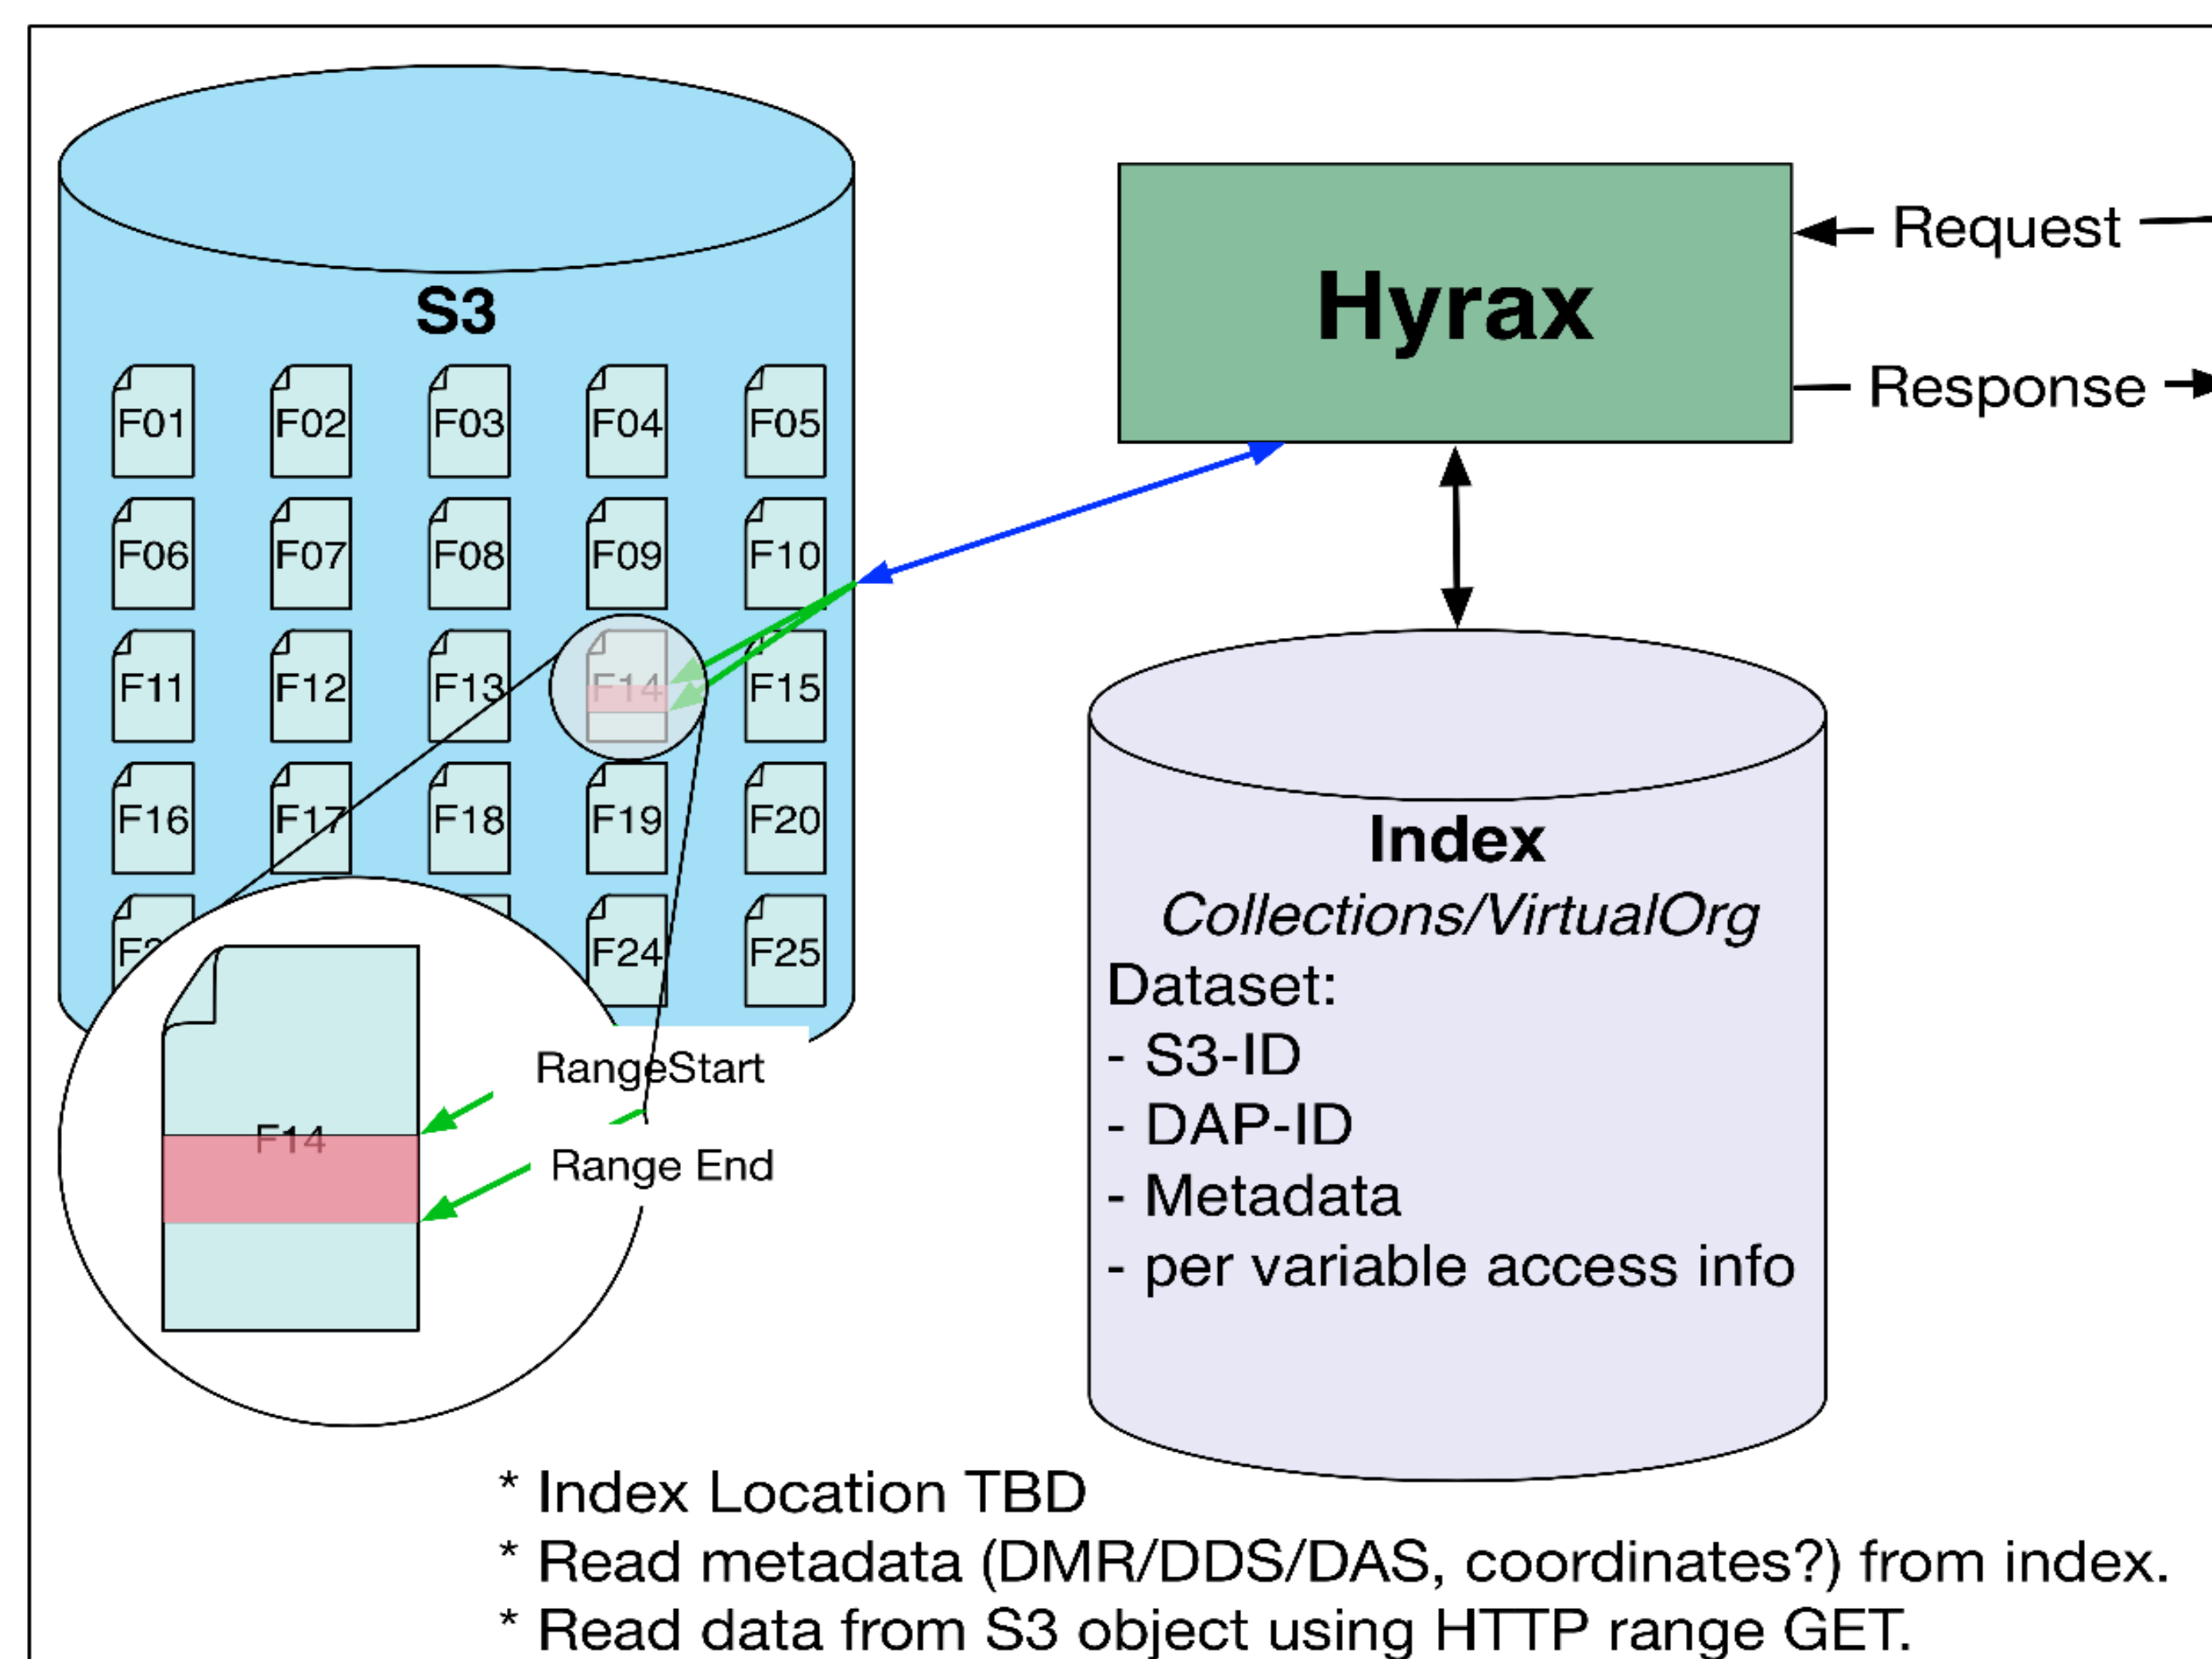 S3
F01 F02 F03 F04 F05
F06 F07 F08 F09 F10
F11 F12 F13 F14 F15
F16 F17 F18 F19 F20
F24 F25
RangeStart
F14
Range End
Hyrax
Request
Response
Index
Collections/VirtualOrg
Dataset:
- S3-ID
- DAP-ID
- Metadata
- per variable access info
* Index Location TBD
* Read metadata (DMR/DDS/DAS, coordinates?) from index.
* Read data from S3 object using HTTP range GET.